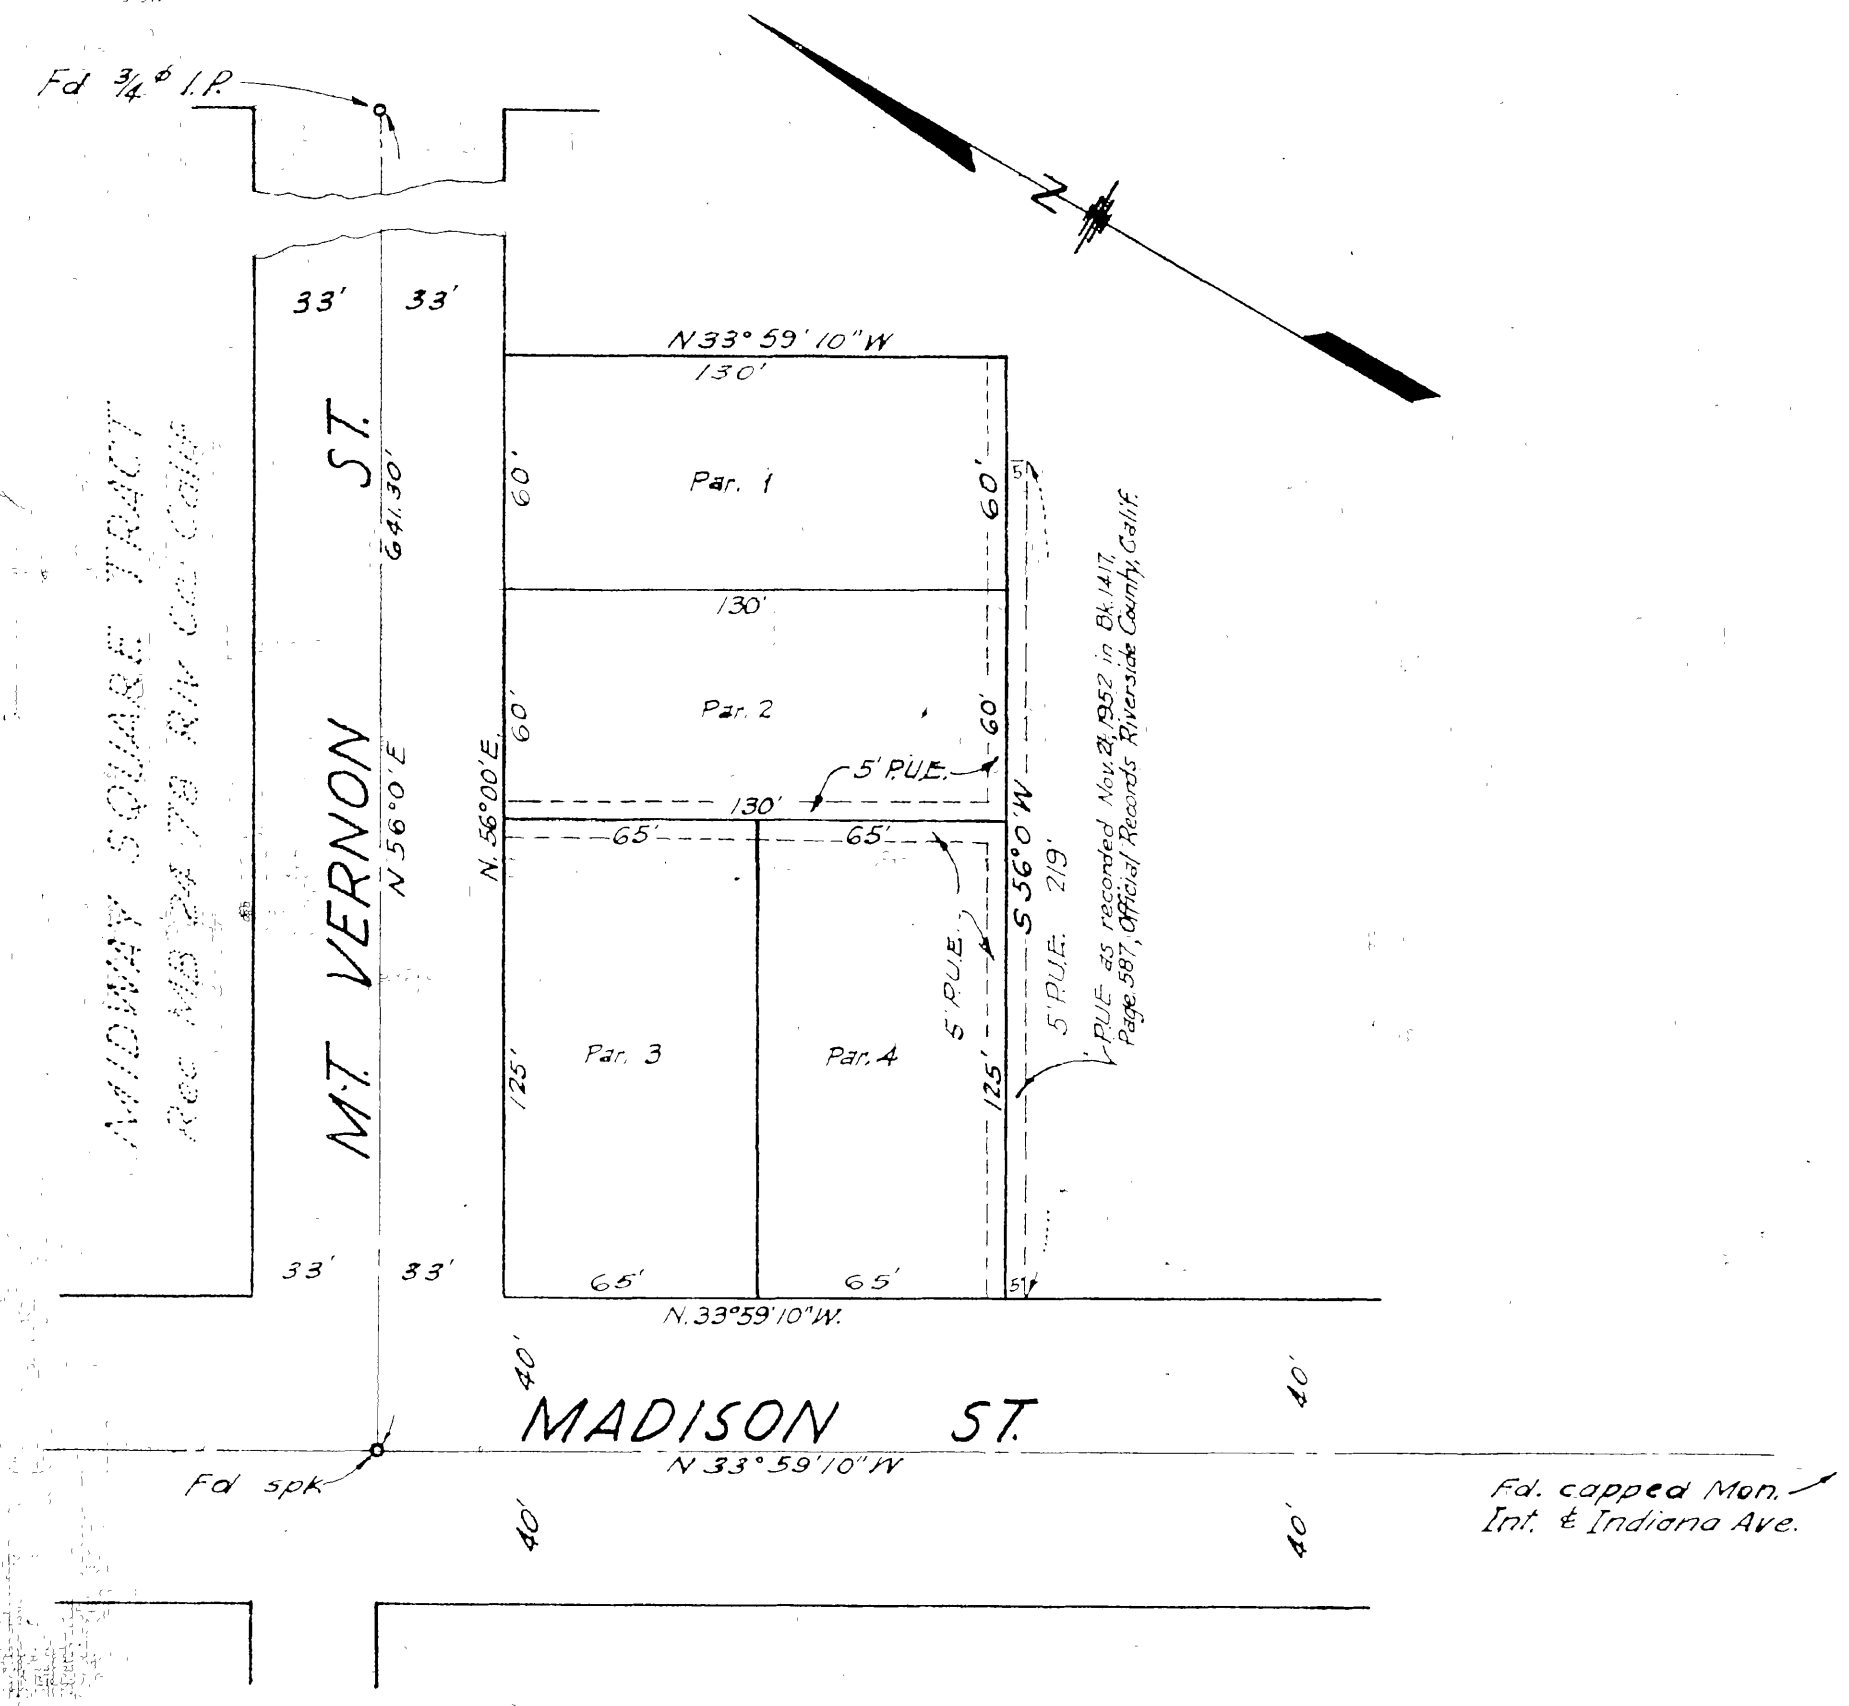 Fd ¾" φ I.P.
N
33' 33'
N 33° 59' 10" W
130'
60'
Par. 1
60'
5'
130'
60'
Par. 2
60'
5' P.U.E.
130'
65' 65'
MT. VERNON ST.
641.30'
N 56° 0' E
N. 56° 00' E.
S 56° 0' W
5' P.U.E. 219'
P.U.E. as recorded Nov. 21, 1952 in Bk. 1417,
Page 587, Official Records Riverside County, Calif.
MIDWAY SQUARE TRACT
Rec MB 24 78 RIV Co. Calif
5' P.U.E.
Par. 3
Par. 4
125'
125'
33' 33'
65' 65'
5'
N. 33° 59' 10" W.
40' 40'
MADISON ST.
N 33° 59' 10" W
Fd spk
40' 40'
Fd. capped Mon.
Int. ℄ Indiana Ave.